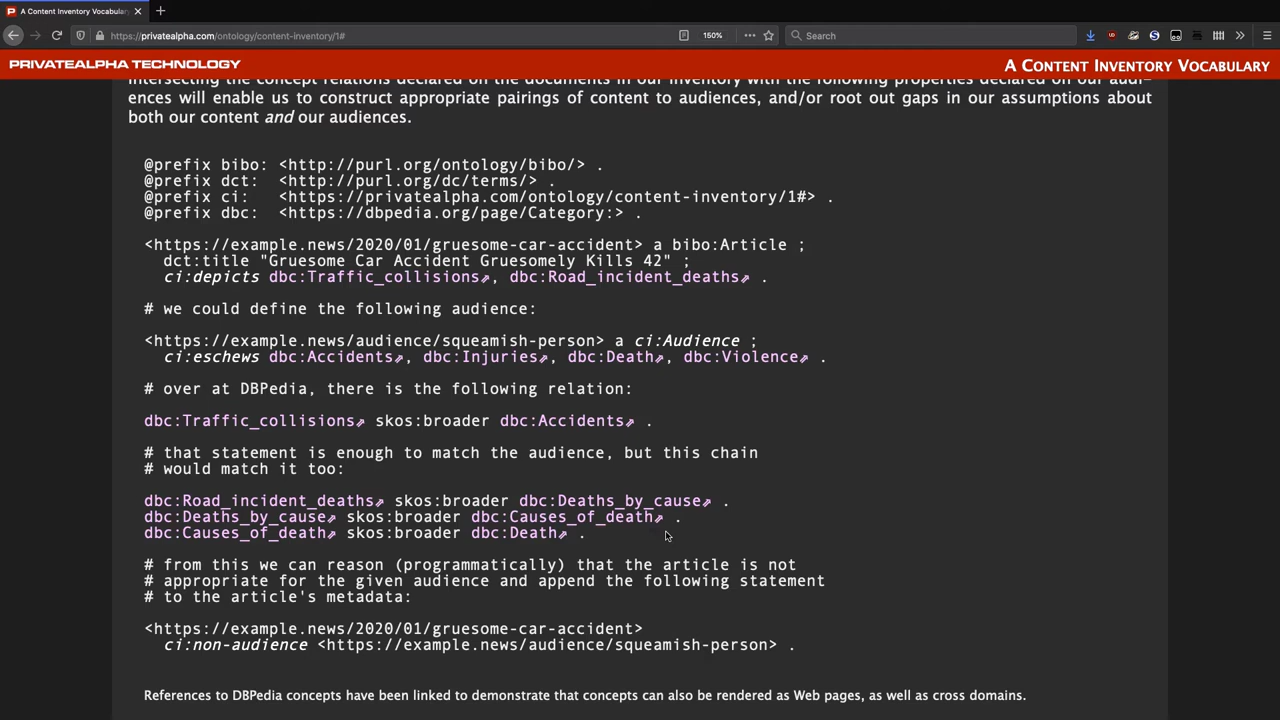 A Content Inventory Vocabulary
https://privatealpha.com/ontology/content-inventory/1#
150%
Search
PRIVATEALPHA TECHNOLOGY
A CONTENT INVENTORY VOCABULARY
intersecting the concept relations declared on the documents in our inventory with the following properties declared on our audi-
ences will enable us to construct appropriate pairings of content to audiences, and/or root out gaps in our assumptions about
both our content and our audiences.
@prefix bibo: <http://purl.org/ontology/bibo/> .
@prefix dct:  <http://purl.org/dc/terms/> .
@prefix ci:   <https://privatealpha.com/ontology/content-inventory/1#> .
@prefix dbc:  <https://dbpedia.org/page/Category:> .
<https://example.news/2020/01/gruesome-car-accident> a bibo:Article ;
dct:title "Gruesome Car Accident Gruesomely Kills 42" ;
ci:depicts dbc:Traffic_collisions⇗, dbc:Road_incident_deaths⇗ .
# we could define the following audience:
<https://example.news/audience/squeamish-person> a ci:Audience ;
ci:eschews dbc:Accidents⇗, dbc:Injuries⇗, dbc:Death⇗, dbc:Violence⇗ .
# over at DBPedia, there is the following relation:
dbc:Traffic_collisions⇗ skos:broader dbc:Accidents⇗ .
# that statement is enough to match the audience, but this chain
# would match it too:
dbc:Road_incident_deaths⇗ skos:broader dbc:Deaths_by_cause⇗ .
dbc:Deaths_by_cause⇗ skos:broader dbc:Causes_of_death⇗ .
dbc:Causes_of_death⇗ skos:broader dbc:Death⇗ .
# from this we can reason (programmatically) that the article is not
# appropriate for the given audience and append the following statement
# to the article's metadata:
<https://example.news/2020/01/gruesome-car-accident>
ci:non-audience <https://example.news/audience/squeamish-person> .
References to DBPedia concepts have been linked to demonstrate that concepts can also be rendered as Web pages, as well as cross domains.